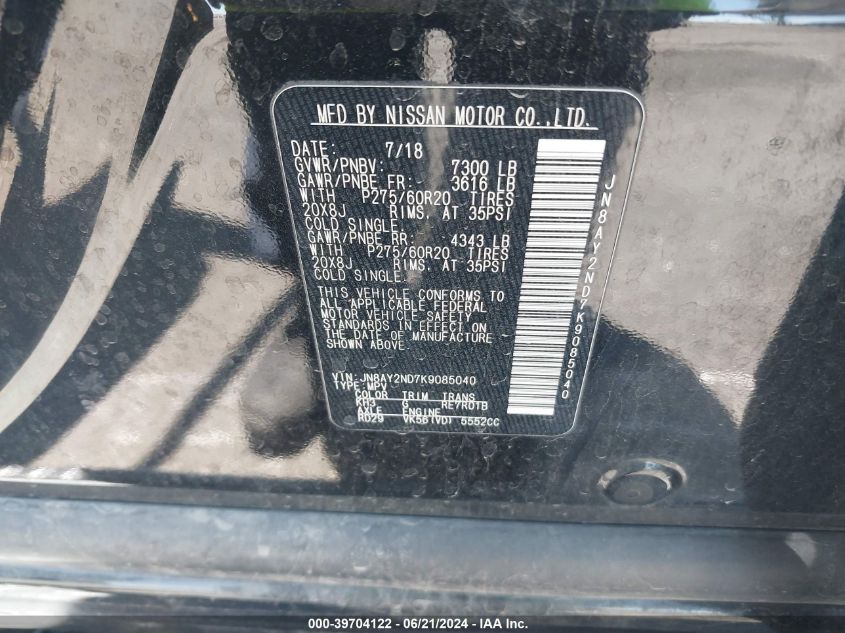 MFD BY NISSAN MOTOR CO.,LTD.
DATE: 7/18
GVWR/PNBV: 7300 LB
GAWR/PNBE FR: 3616 LB
WITH P275/60R20 TIRES
20X8J RIMS, AT 35PSI
COLD SINGLE.
GAWR/PNBE RR: 4343 LB
WITH P275/60R20 TIRES
20X8J RIMS, AT 35PSI
COLD SINGLE.
THIS VEHICLE CONFORMS TO
ALL APPLICABLE FEDERAL
MOTOR VEHICLE SAFETY
STANDARDS IN EFFECT ON
THE DATE OF MANUFACTURE
SHOWN ABOVE.
VIN: JN8AY2ND7K9085040
TYPE: MPV
COLOR TRIM TRANS
KH3 G RE7R01B
AXLE ENGINE
RD29 VK56(VD) 5552CC
JN8AY2ND7K9085040
000-39704122 - 06/21/2024 - IAA Inc.